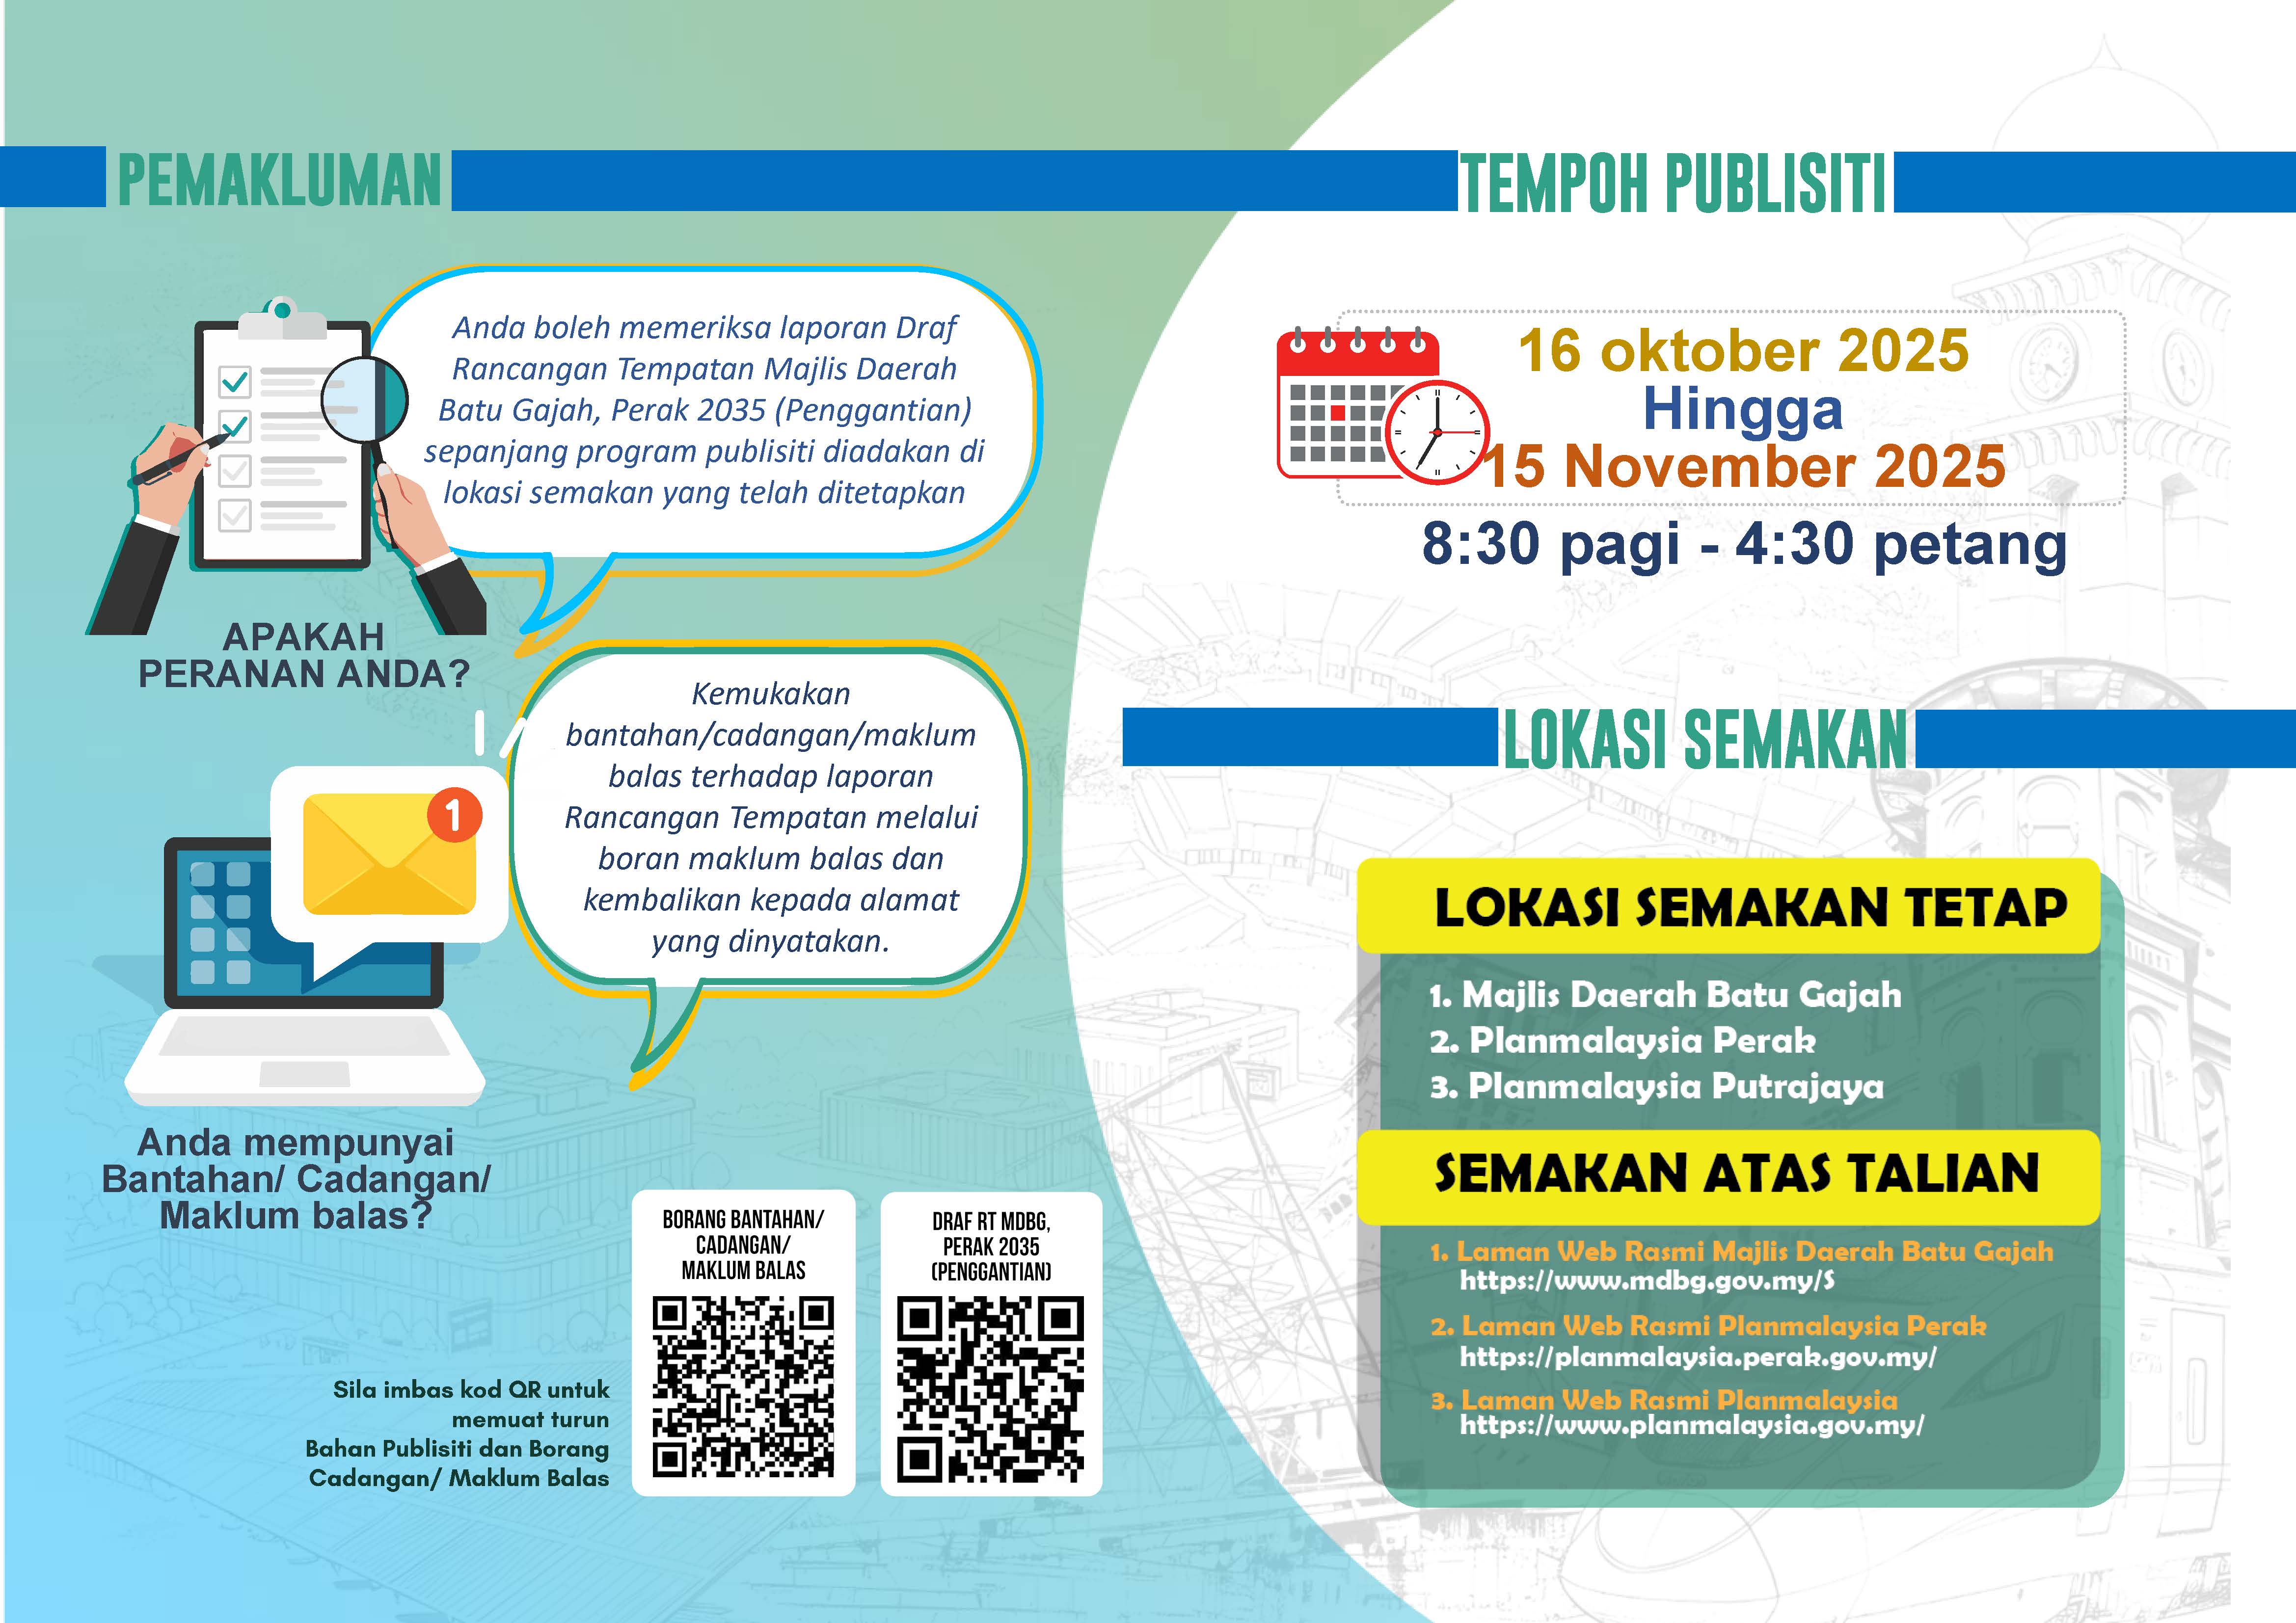 PEMAKLUMAN
Anda boleh memeriksa laporan Draf
Rancangan Tempatan Majlis Daerah
Batu Gajah, Perak 2035 (Penggantian)
sepanjang program publisiti diadakan di
lokasi semakan yang telah ditetapkan
APAKAH
PERANAN ANDA?
Kemukakan
bantahan/cadangan/maklum
balas terhadap laporan
Rancangan Tempatan melalui
boran maklum balas dan
kembalikan kepada alamat
yang dinyatakan.
1
Anda mempunyai
Bantahan/ Cadangan/
Maklum balas?
Sila imbas kod QR untuk
memuat turun
Bahan Publisiti dan Borang
Cadangan/ Maklum Balas
BORANG BANTAHAN/
CADANGAN/
MAKLUM BALAS
DRAF RT MDBG,
PERAK 2035
(PENGGANTIAN)
TEMPOH PUBLISITI
16 oktober 2025
Hingga
15 November 2025
8:30 pagi - 4:30 petang
LOKASI SEMAKAN
LOKASI SEMAKAN TETAP
1. Majlis Daerah Batu Gajah
2. Planmalaysia Perak
3. Planmalaysia Putrajaya
SEMAKAN ATAS TALIAN
1. Laman Web Rasmi Majlis Daerah Batu Gajah
https://www.mdbg.gov.my/S
2. Laman Web Rasmi Planmalaysia Perak
https://planmalaysia.perak.gov.my/
3. Laman Web Rasmi Planmalaysia
https://www.planmalaysia.gov.my/